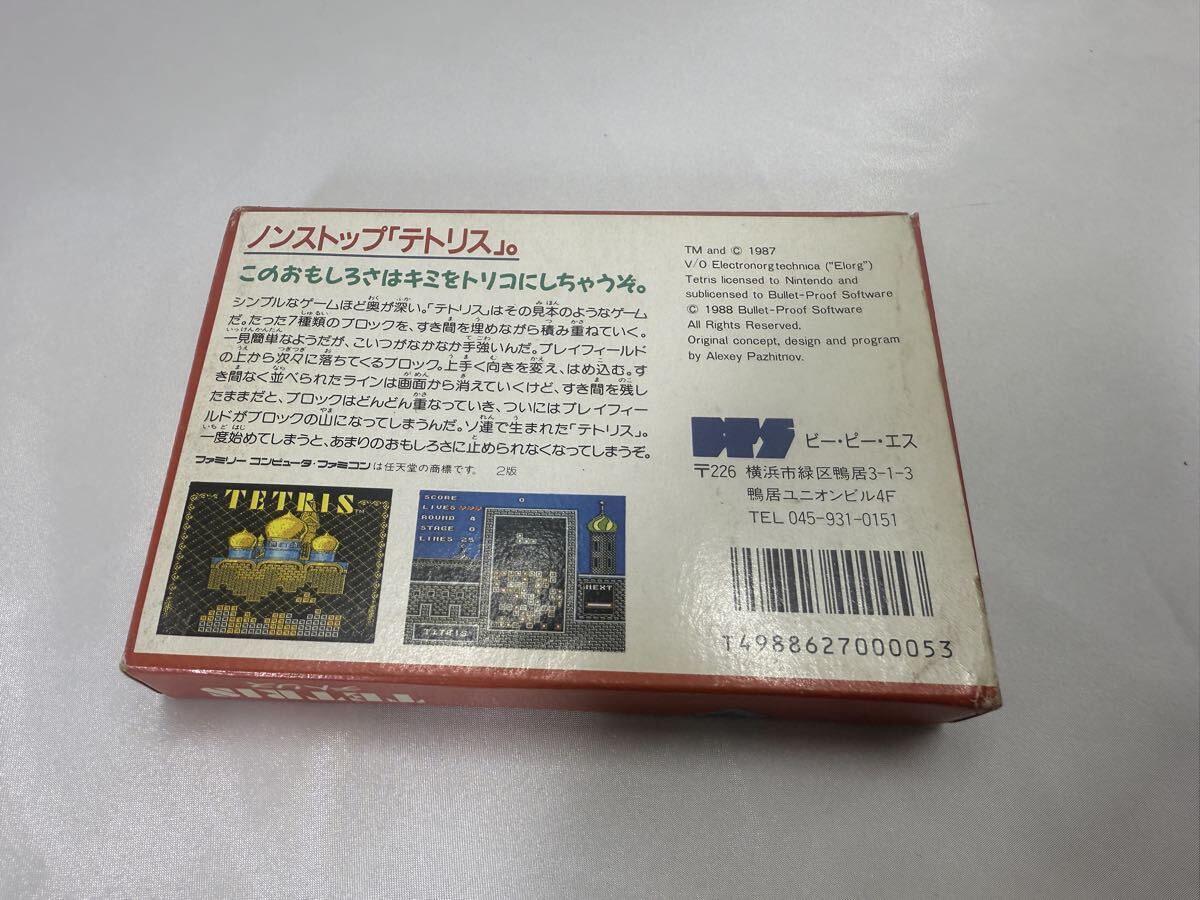 ノンストップ「テトリス」。
このおもしろさはキミをトリコにしちゃうぞ。
シンプルなゲームほど奥が深い。「テトリス」はその見本のようなゲーム
だ。たった7種類のブロックを、すき間を埋めながら積み重ねていく。
一見簡単なようだが、こいつがなかなか手強いんだ。プレイフィールド
の上から次々に落ちてくるブロック。上手く向きを変え、はめ込む。す
き間なく並べられたラインは画面から消えていくけど、すき間を残し
たままだと、ブロックはどんどん重なっていき、ついにはプレイフィー
ルドがブロックの山になってしまうんだ。ソ連で生まれた「テトリス」。
一度始めてしまうと、あまりのおもしろさに止められなくなってしまうぞ。
ファミリーコンピュータ・ファミコンは任天堂の商標です。 2版
TETRIS™
SCORE 0
LIVES
ROUND 4
STAGE 0
LINES 25
NEXT
TETRIS
TM and © 1987
V/O Electronorgtechnica ("Elorg")
Tetris licensed to Nintendo and
sublicensed to Bullet-Proof Software
© 1988 Bullet-Proof Software
All Rights Reserved.
Original concept, design and program
by Alexey Pazhitnov.
BPS ビー・ピー・エス
〒226 横浜市緑区鴨居3-1-3
鴨居ユニオンビル4F
TEL 045-931-0151
T4988627000053
TETRIS